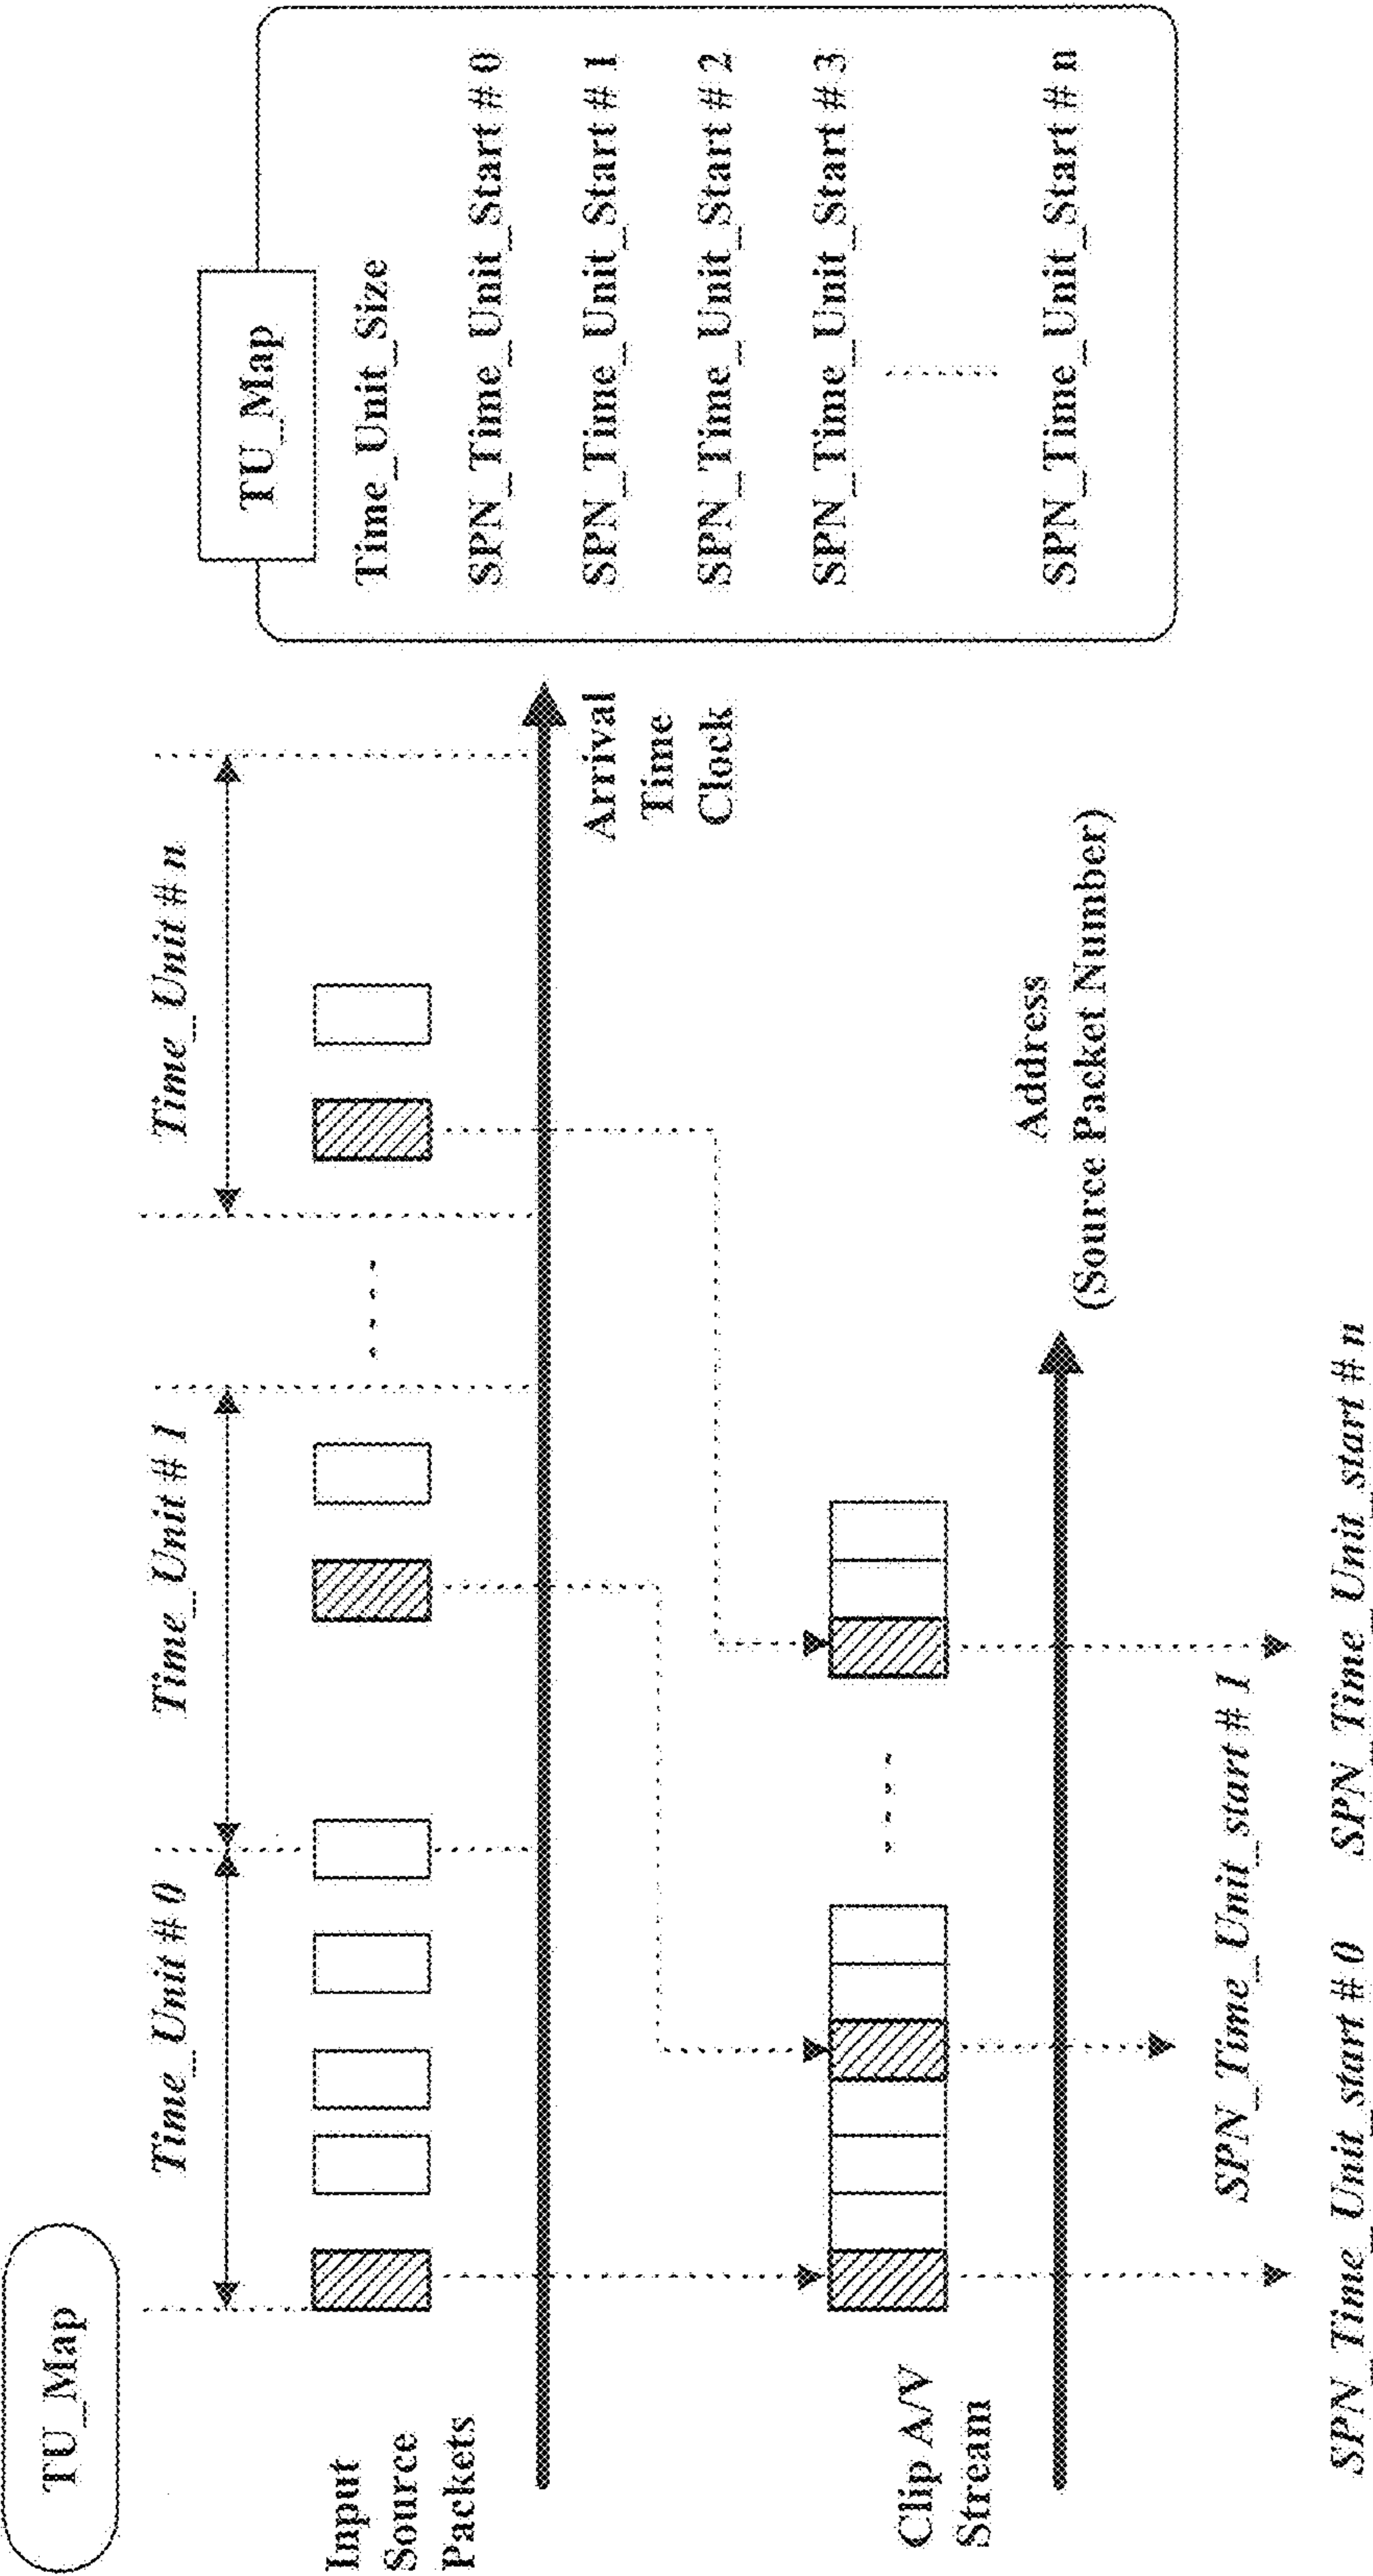 TU_Map
Time_Unit # 0
Time_Unit # 1
Time_Unit # n
Input
Source
Packets
Arrival
Time
Clock
Clip A/V
Stream
Address
(Source Packet Number)
SPN_Time_Unit_start # 1
SPN_Time_Unit_start # 0
SPN_Time_Unit_start # n
TU_Map
Time_Unit_Size
SPN_Time_Unit_Start # 0
SPN_Time_Unit_Start # 1
SPN_Time_Unit_Start # 2
SPN_Time_Unit_Start # 3
SPN_Time_Unit_Start # n